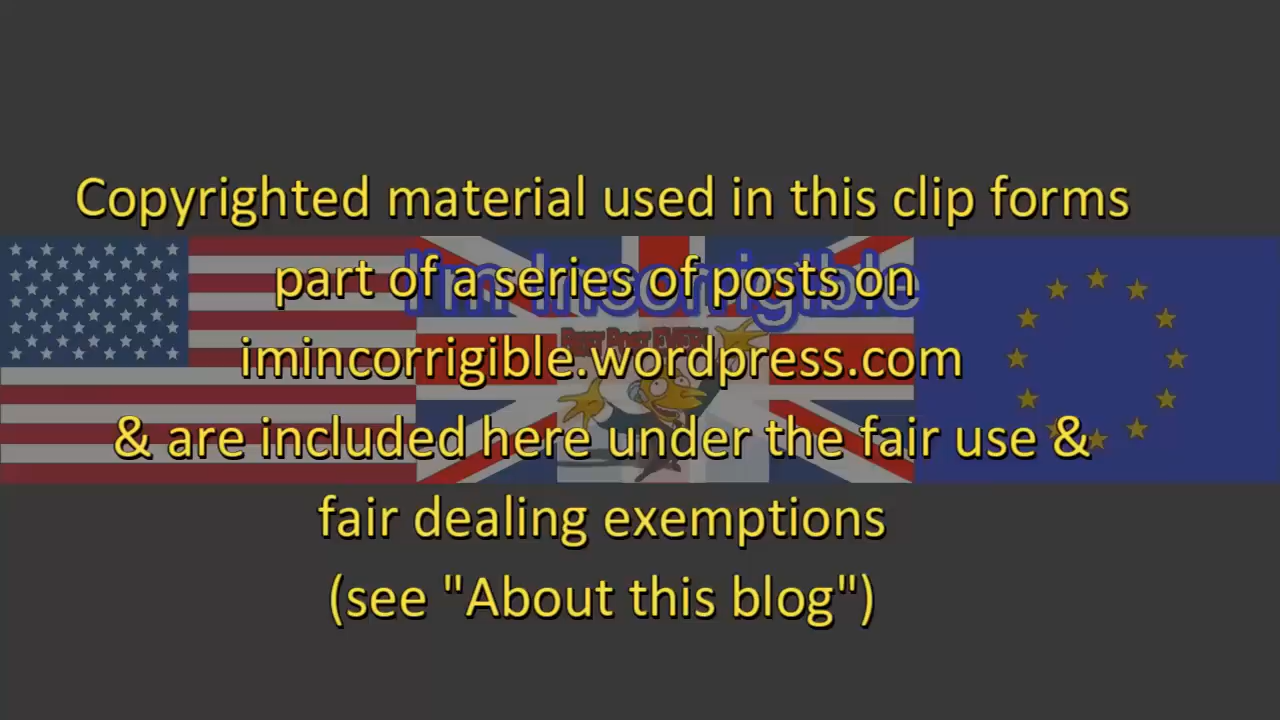 Copyrighted material used in this clip forms
I'm Incorrigible
part of a series of posts on
imincorrigible.wordpress.com
& are included here under the fair use &
fair dealing exemptions
(see "About this blog")